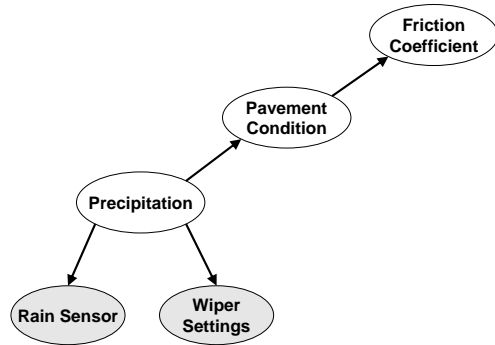 Friction
Coefficient
Pavement
Condition
Precipitation
Rain Sensor
Wiper
Settings